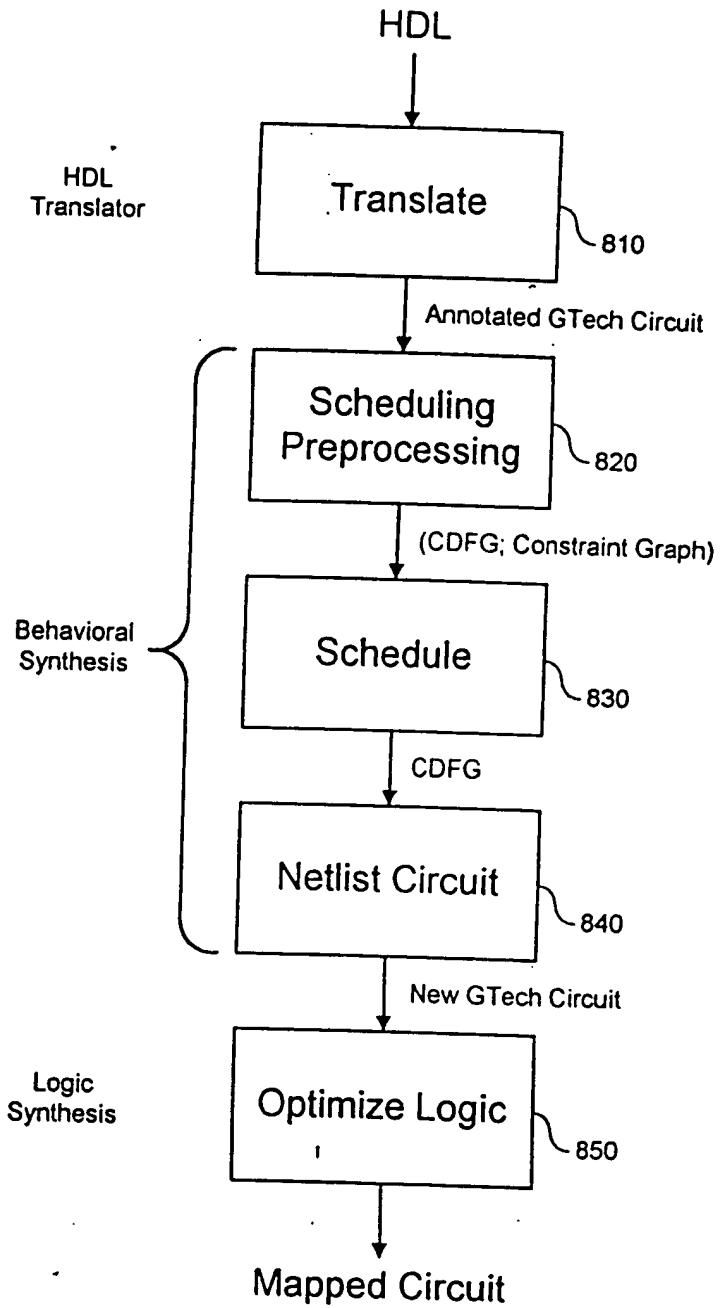 HDL
HDL
Translator
Translate
810
Annotated GTech Circuit
Scheduling
Preprocessing
820
(CDFG; Constraint Graph)
Behavioral
Synthesis
Schedule
830
CDFG
Netlist Circuit
840
New GTech Circuit
Logic
Synthesis
Optimize Logic
850
Mapped Circuit